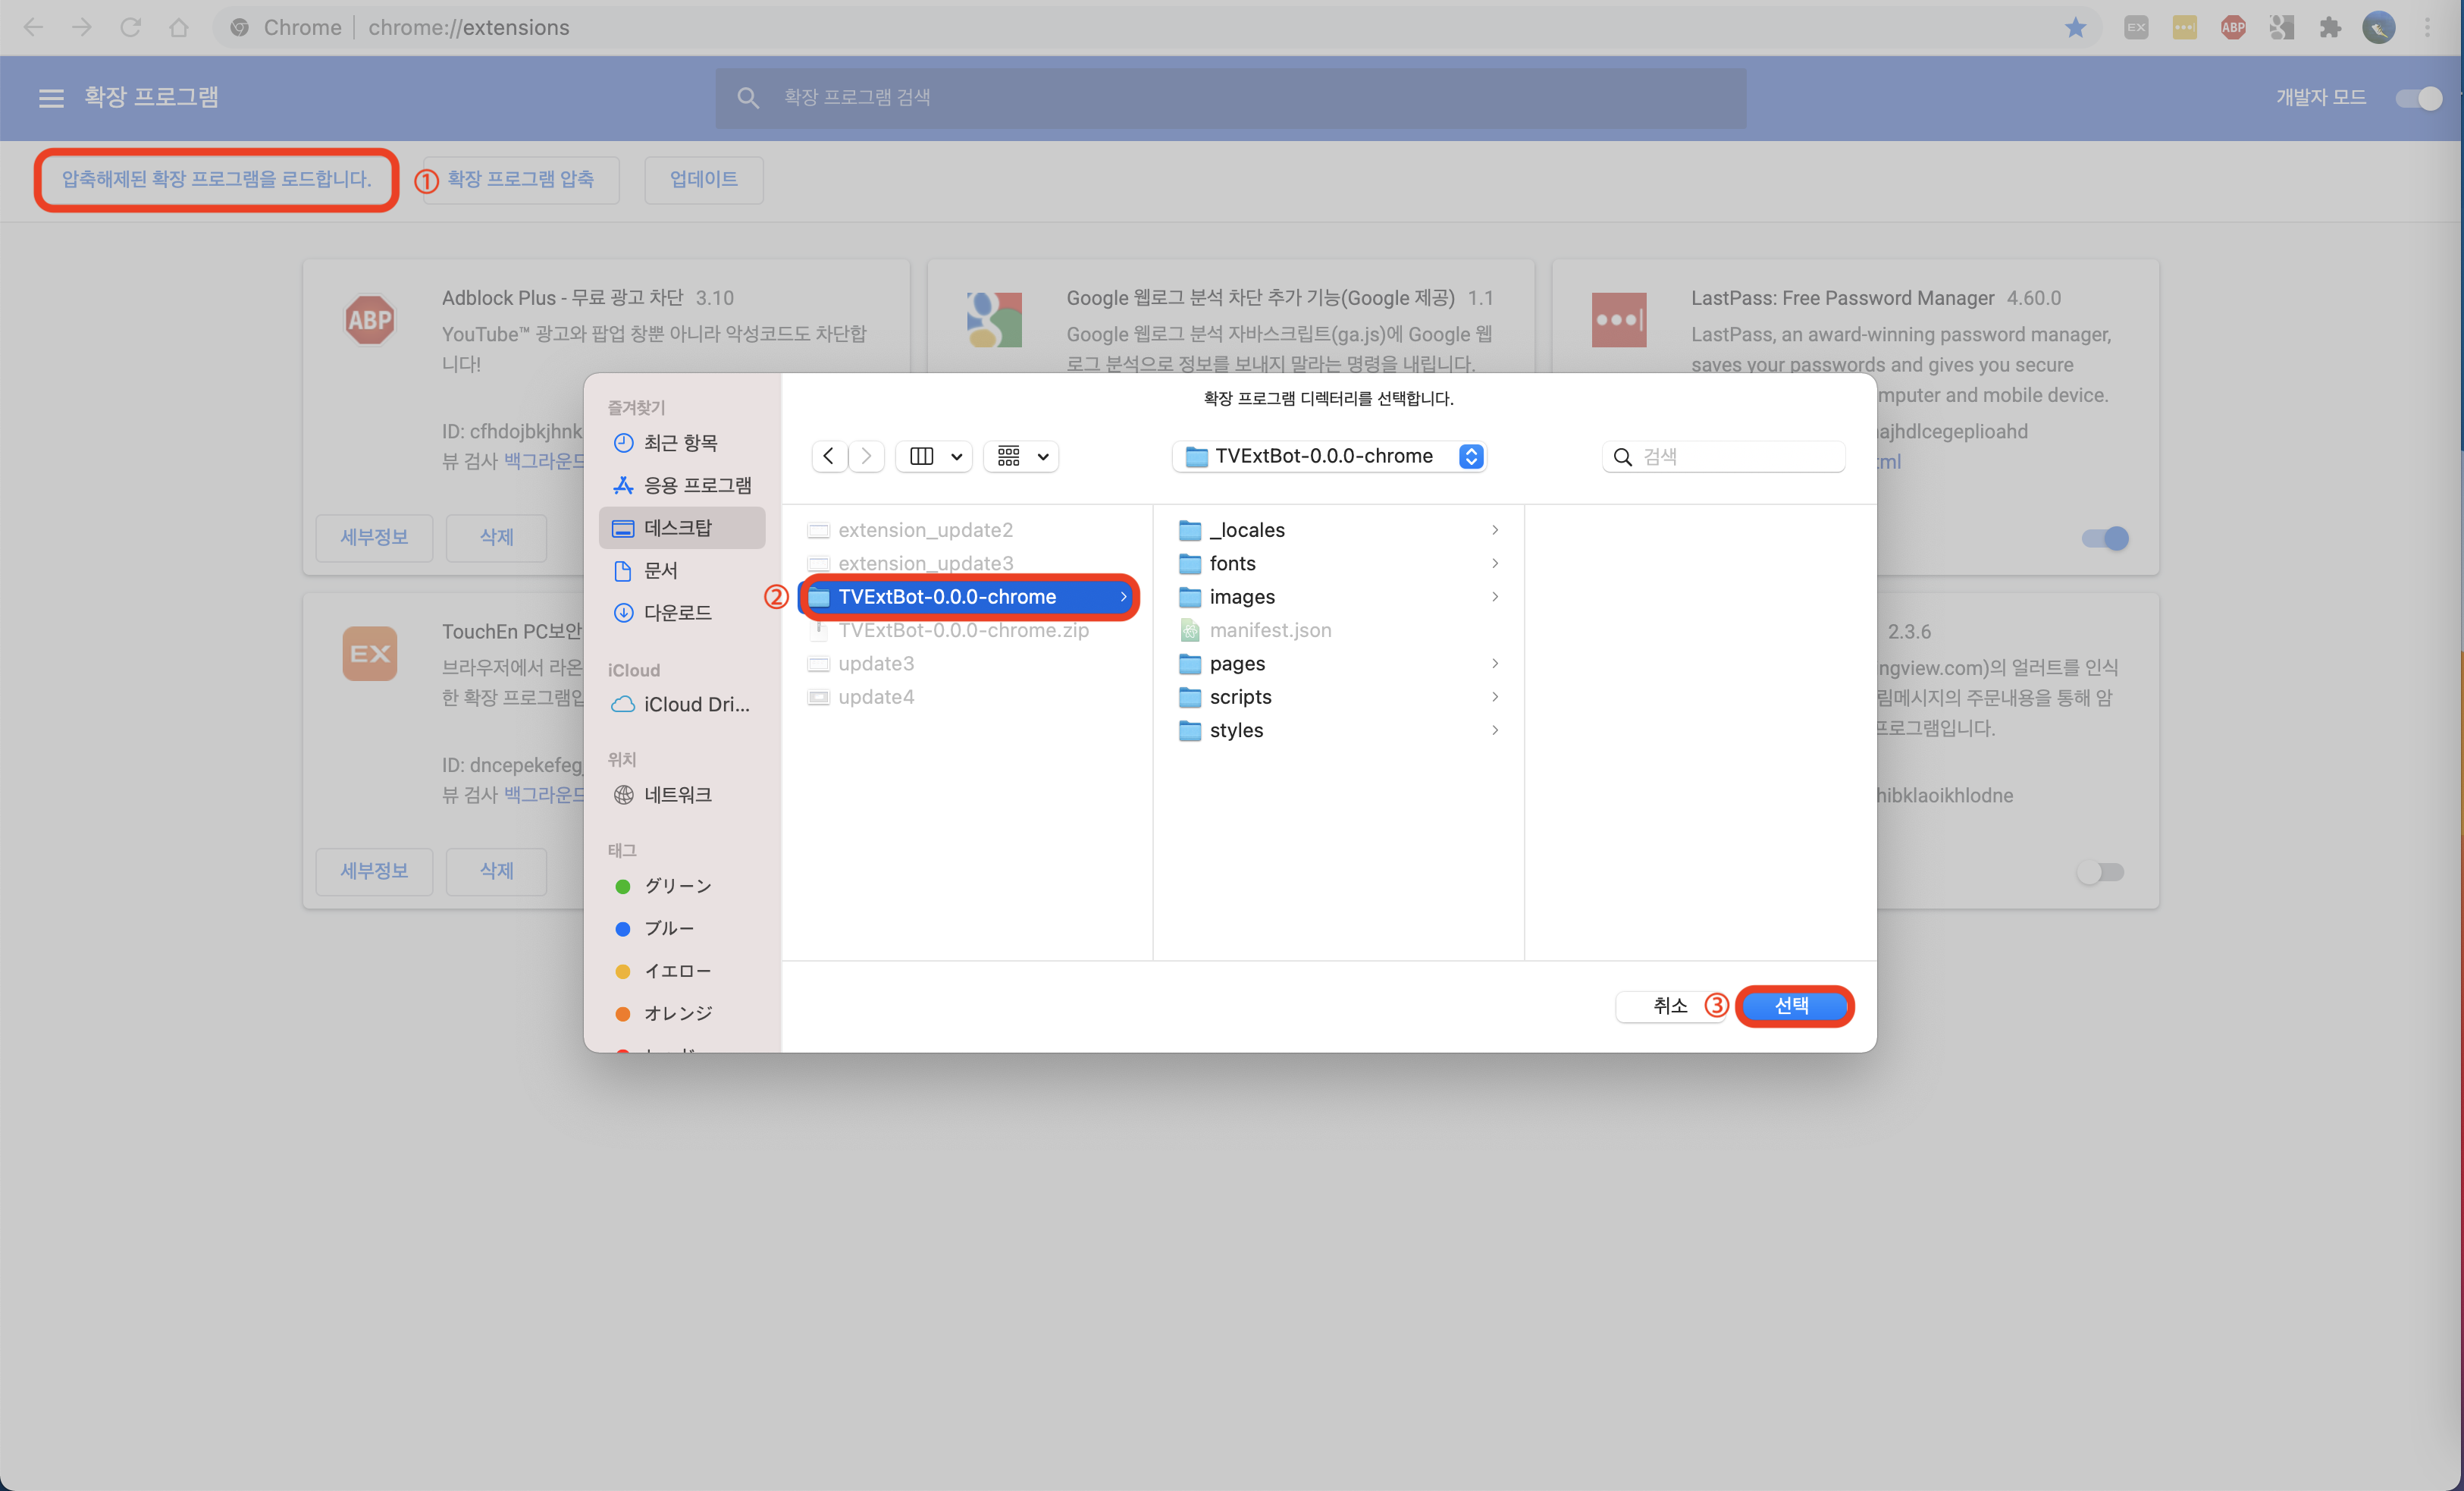 Chrome | chrome://extensions
EX
ABP
확장 프로그램
확장 프로그램 검색
개발자 모드
압축해제된 확장 프로그램을 로드합니다.
①
확장 프로그램 압축
업데이트
ABP
Adblock Plus - 무료 광고 차단 3.10
YouTube™ 광고와 팝업 창뿐 아니라 악성코드도 차단합
니다!
ID: cfhdojbkjhnk
뷰 검사 백그라운드
세부정보
삭제
Google 웹로그 분석 차단 추가 기능(Google 제공) 1.1
Google 웹로그 분석 자바스크립트(ga.js)에 Google 웹
로그 분석으로 정보를 보내지 말라는 명령을 내립니다.
LastPass: Free Password Manager 4.60.0
LastPass, an award-winning password manager,
saves your passwords and gives you secure
mputer and mobile device.
ajhdlcegeplioahd
ml
EX
TouchEn PC보안
브라우저에서 라온
한 확장 프로그램입
ID: dncepekefeg
뷰 검사 백그라운드
세부정보
삭제
2.3.6
ngview.com)의 얼러트를 인식
림메시지의 주문내용을 통해 암
프로그램입니다.
hibklaoikhlodne
확장 프로그램 디렉터리를 선택합니다.
즐겨찾기
최근 항목
응용 프로그램
데스크탑
문서
다운로드
iCloud
iCloud Dri...
위치
네트워크
태그
グリーン
ブルー
イエロー
オレンジ
TVExtBot-0.0.0-chrome
검색
extension_update2
extension_update3
②
TVExtBot-0.0.0-chrome
TVExtBot-0.0.0-chrome.zip
update3
update4
_locales
fonts
images
manifest.json
pages
scripts
styles
취소
③
선택